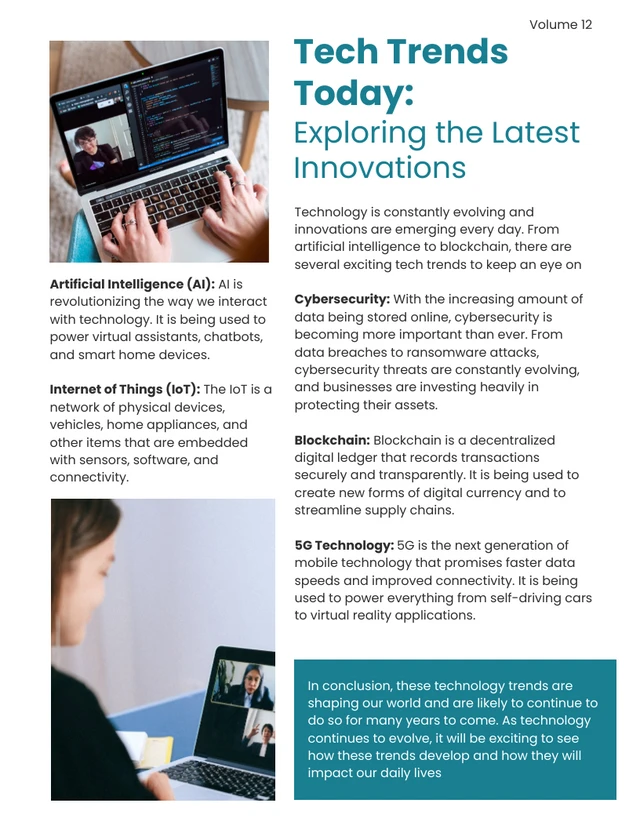 Volume 12
Tech Trends
Today:
Exploring the Latest
Innovations
Technology is constantly evolving and
innovations are emerging every day. From
artificial intelligence to blockchain, there are
several exciting tech trends to keep an eye on
Artificial Intelligence (AI): AI is
revolutionizing the way we interact
with technology. It is being used to
power virtual assistants, chatbots,
and smart home devices.
Internet of Things (IoT): The IoT is a
network of physical devices,
vehicles, home appliances, and
other items that are embedded
with sensors, software, and
connectivity.
Cybersecurity: With the increasing amount of
data being stored online, cybersecurity is
becoming more important than ever. From
data breaches to ransomware attacks,
cybersecurity threats are constantly evolving,
and businesses are investing heavily in
protecting their assets.
Blockchain: Blockchain is a decentralized
digital ledger that records transactions
securely and transparently. It is being used to
create new forms of digital currency and to
streamline supply chains.
5G Technology: 5G is the next generation of
mobile technology that promises faster data
speeds and improved connectivity. It is being
used to power everything from self-driving cars
to virtual reality applications.
In conclusion, these technology trends are
shaping our world and are likely to continue to
do so for many years to come. As technology
continues to evolve, it will be exciting to see
how these trends develop and how they will
impact our daily lives